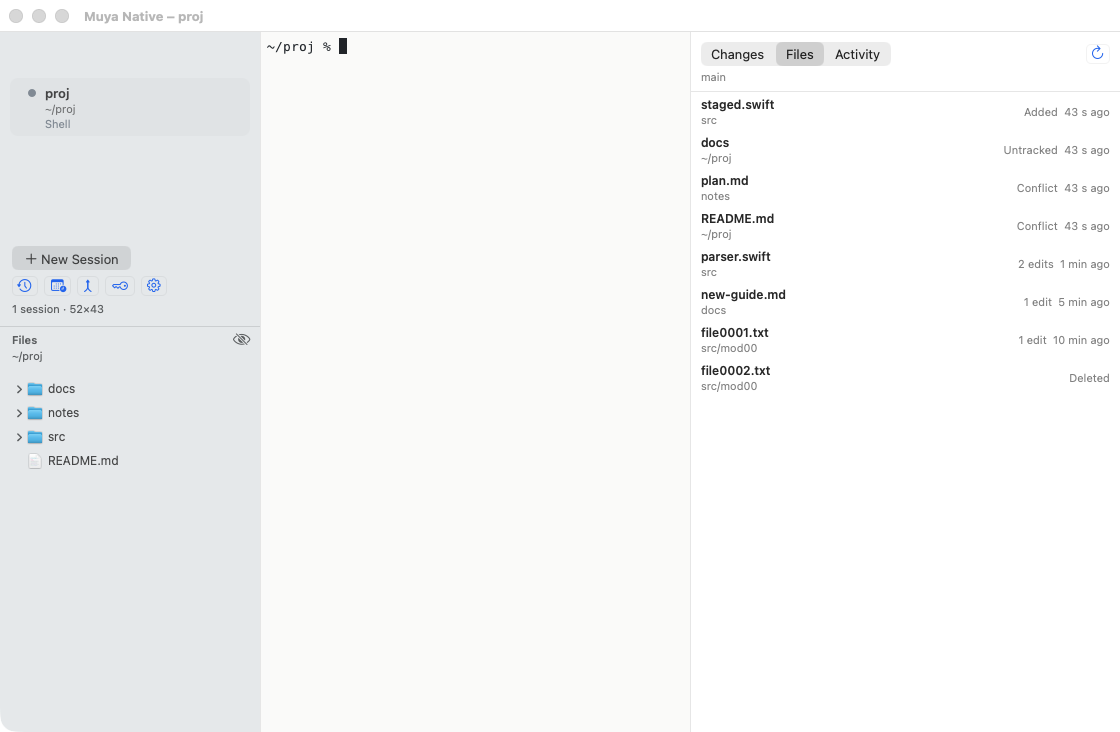 Muya Native – proj
proj
~/proj
Shell
+ New Session
1 session · 52×43
Files
~/proj
docs
notes
src
README.md
~/proj %
Changes Files Activity
main
staged.swift
src
Added 43 s ago
docs
~/proj
Untracked 43 s ago
plan.md
notes
Conflict 43 s ago
README.md
~/proj
Conflict 43 s ago
parser.swift
src
2 edits 1 min ago
new-guide.md
docs
1 edit 5 min ago
file0001.txt
src/mod00
1 edit 10 min ago
file0002.txt
src/mod00
Deleted